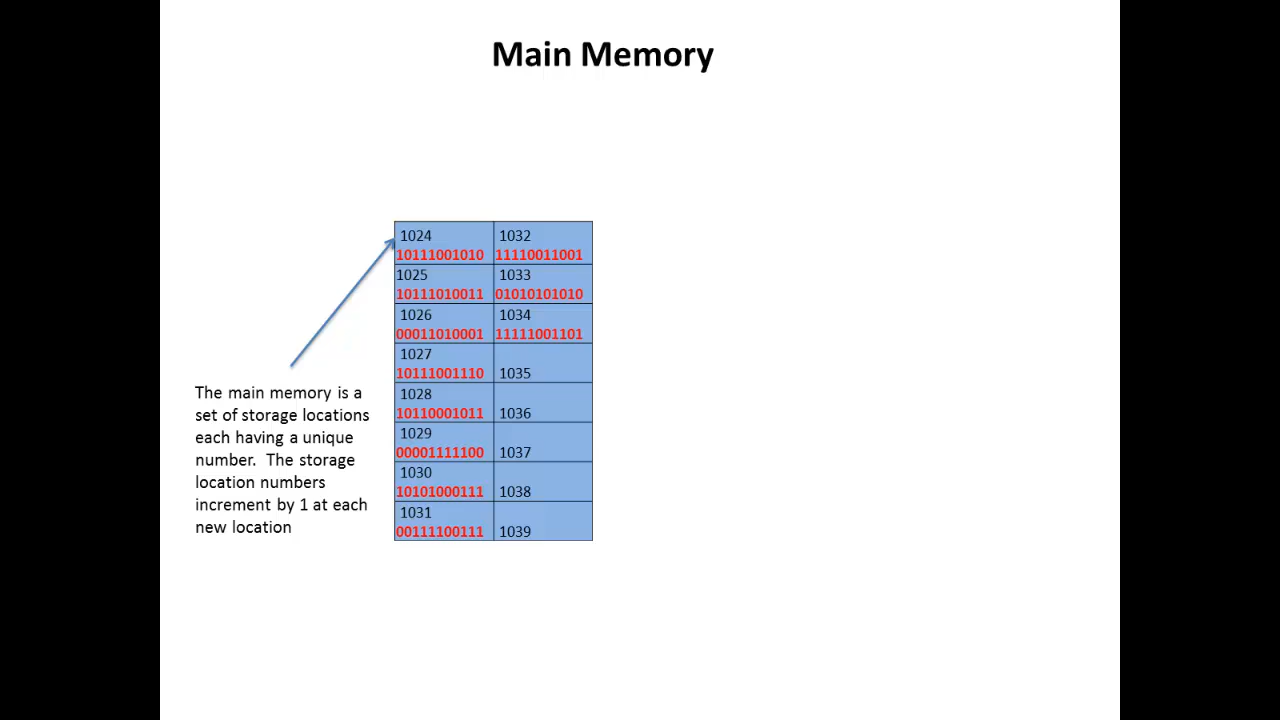 Main Memory
1024 1032
10111001010 11110011001
1025 1033
10111010011 01010101010
1026 1034
00011010001 11111001101
1027
10111001110 1035
1028
10110001011 1036
1029
00001111100 1037
1030
10101000111 1038
1031
00111100111 1039
The main memory is a
set of storage locations
each having a unique
number. The storage
location numbers
increment by 1 at each
new location